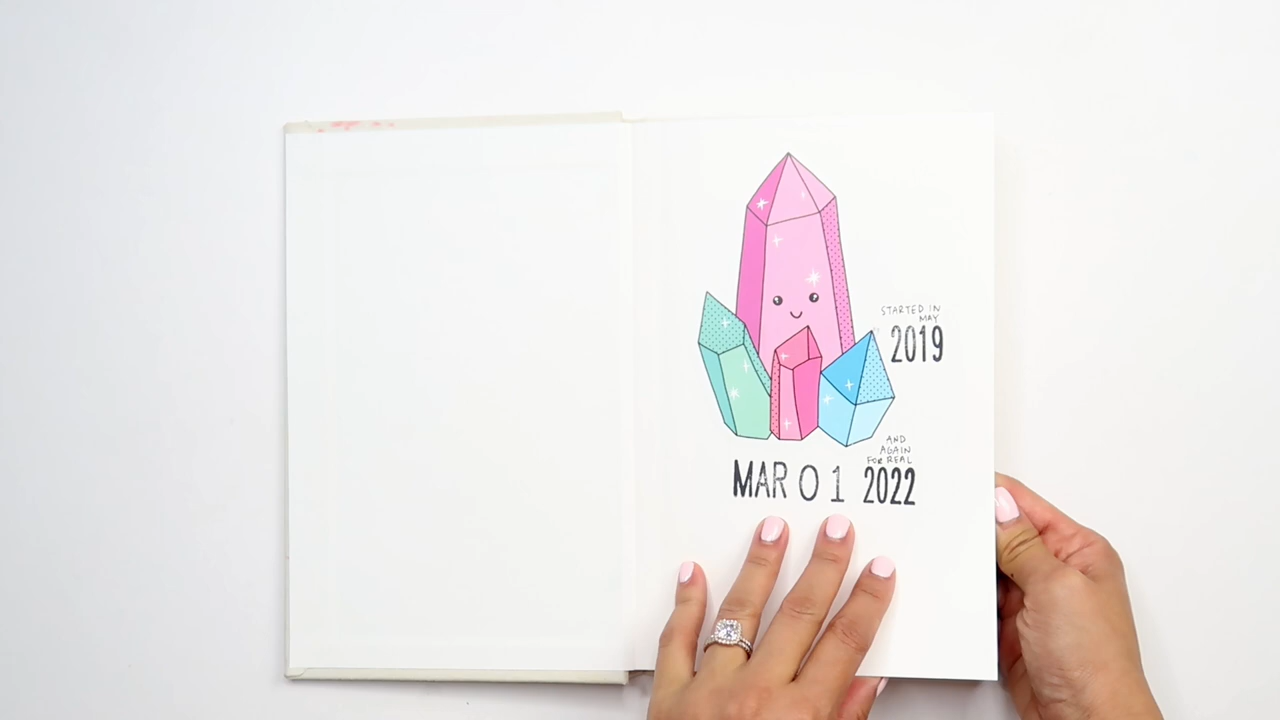 STARTED IN
MAY
2019
AND
AGAIN
FOR REAL
MAR 01 2022